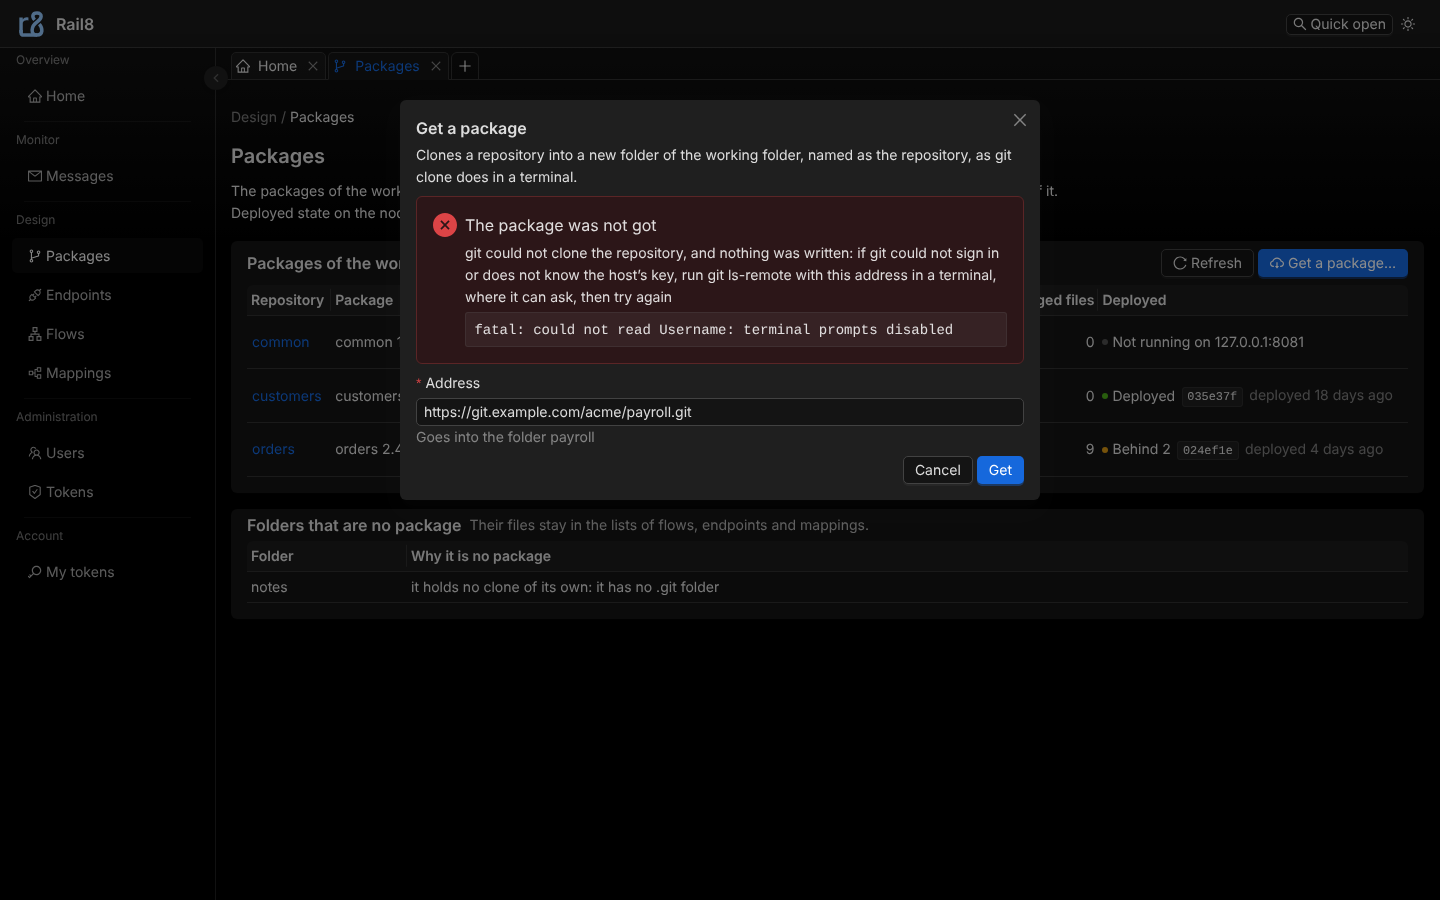 Rail8
Quick open
Overview
Home
Monitor
Messages
Design
Packages
Endpoints
Flows
Mappings
Administration
Users
Tokens
Account
My tokens
Home
Packages
Design / Packages
Packages
The packages of the work
f it.
Deployed state on the noc
Packages of the wo
Refresh
Get a package...
Repository Package
ged files Deployed
common common 1
0 Not running on 127.0.0.1:8081
customers customers
0 Deployed 035e37f deployed 18 days ago
orders orders 2.4
9 Behind 2 024ef1e deployed 4 days ago
Get a package
Clones a repository into a new folder of the working folder, named as the repository, as git
clone does in a terminal.
The package was not got
git could not clone the repository, and nothing was written: if git could not sign in
or does not know the host’s key, run git ls-remote with this address in a terminal,
where it can ask, then try again
fatal: could not read Username: terminal prompts disabled
* Address
https://git.example.com/acme/payroll.git
Goes into the folder payroll
Cancel Get
Folders that are no package Their files stay in the lists of flows, endpoints and mappings.
Folder Why it is no package
notes it holds no clone of its own: it has no .git folder